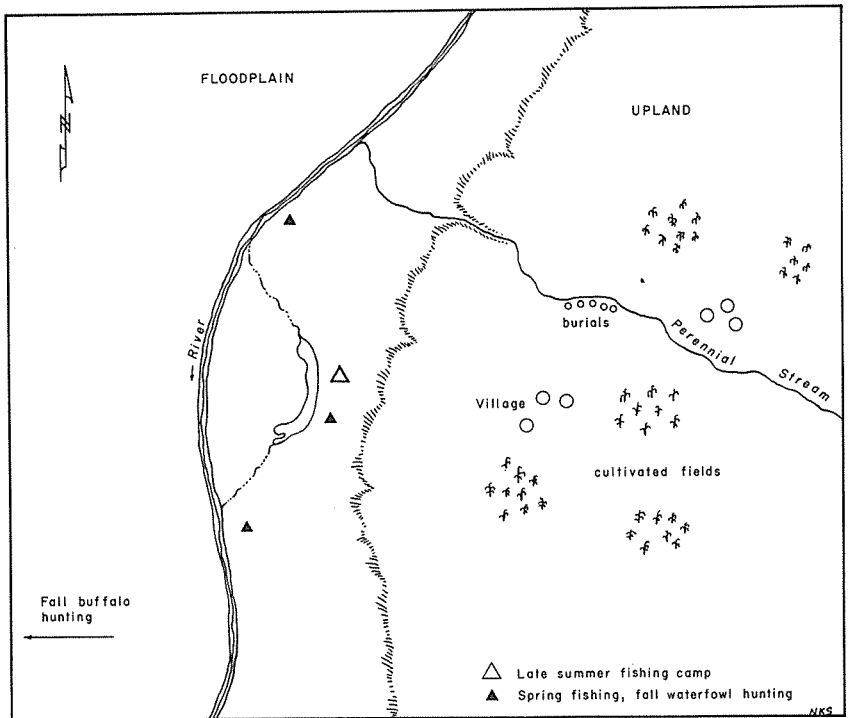 FLOODPLAIN
UPLAND
N
River
burials
Perennial
Stream
Village
cultivated fields
Fall buffalo
hunting
Late summer fishing camp
Spring fishing, fall waterfowl hunting
NKS